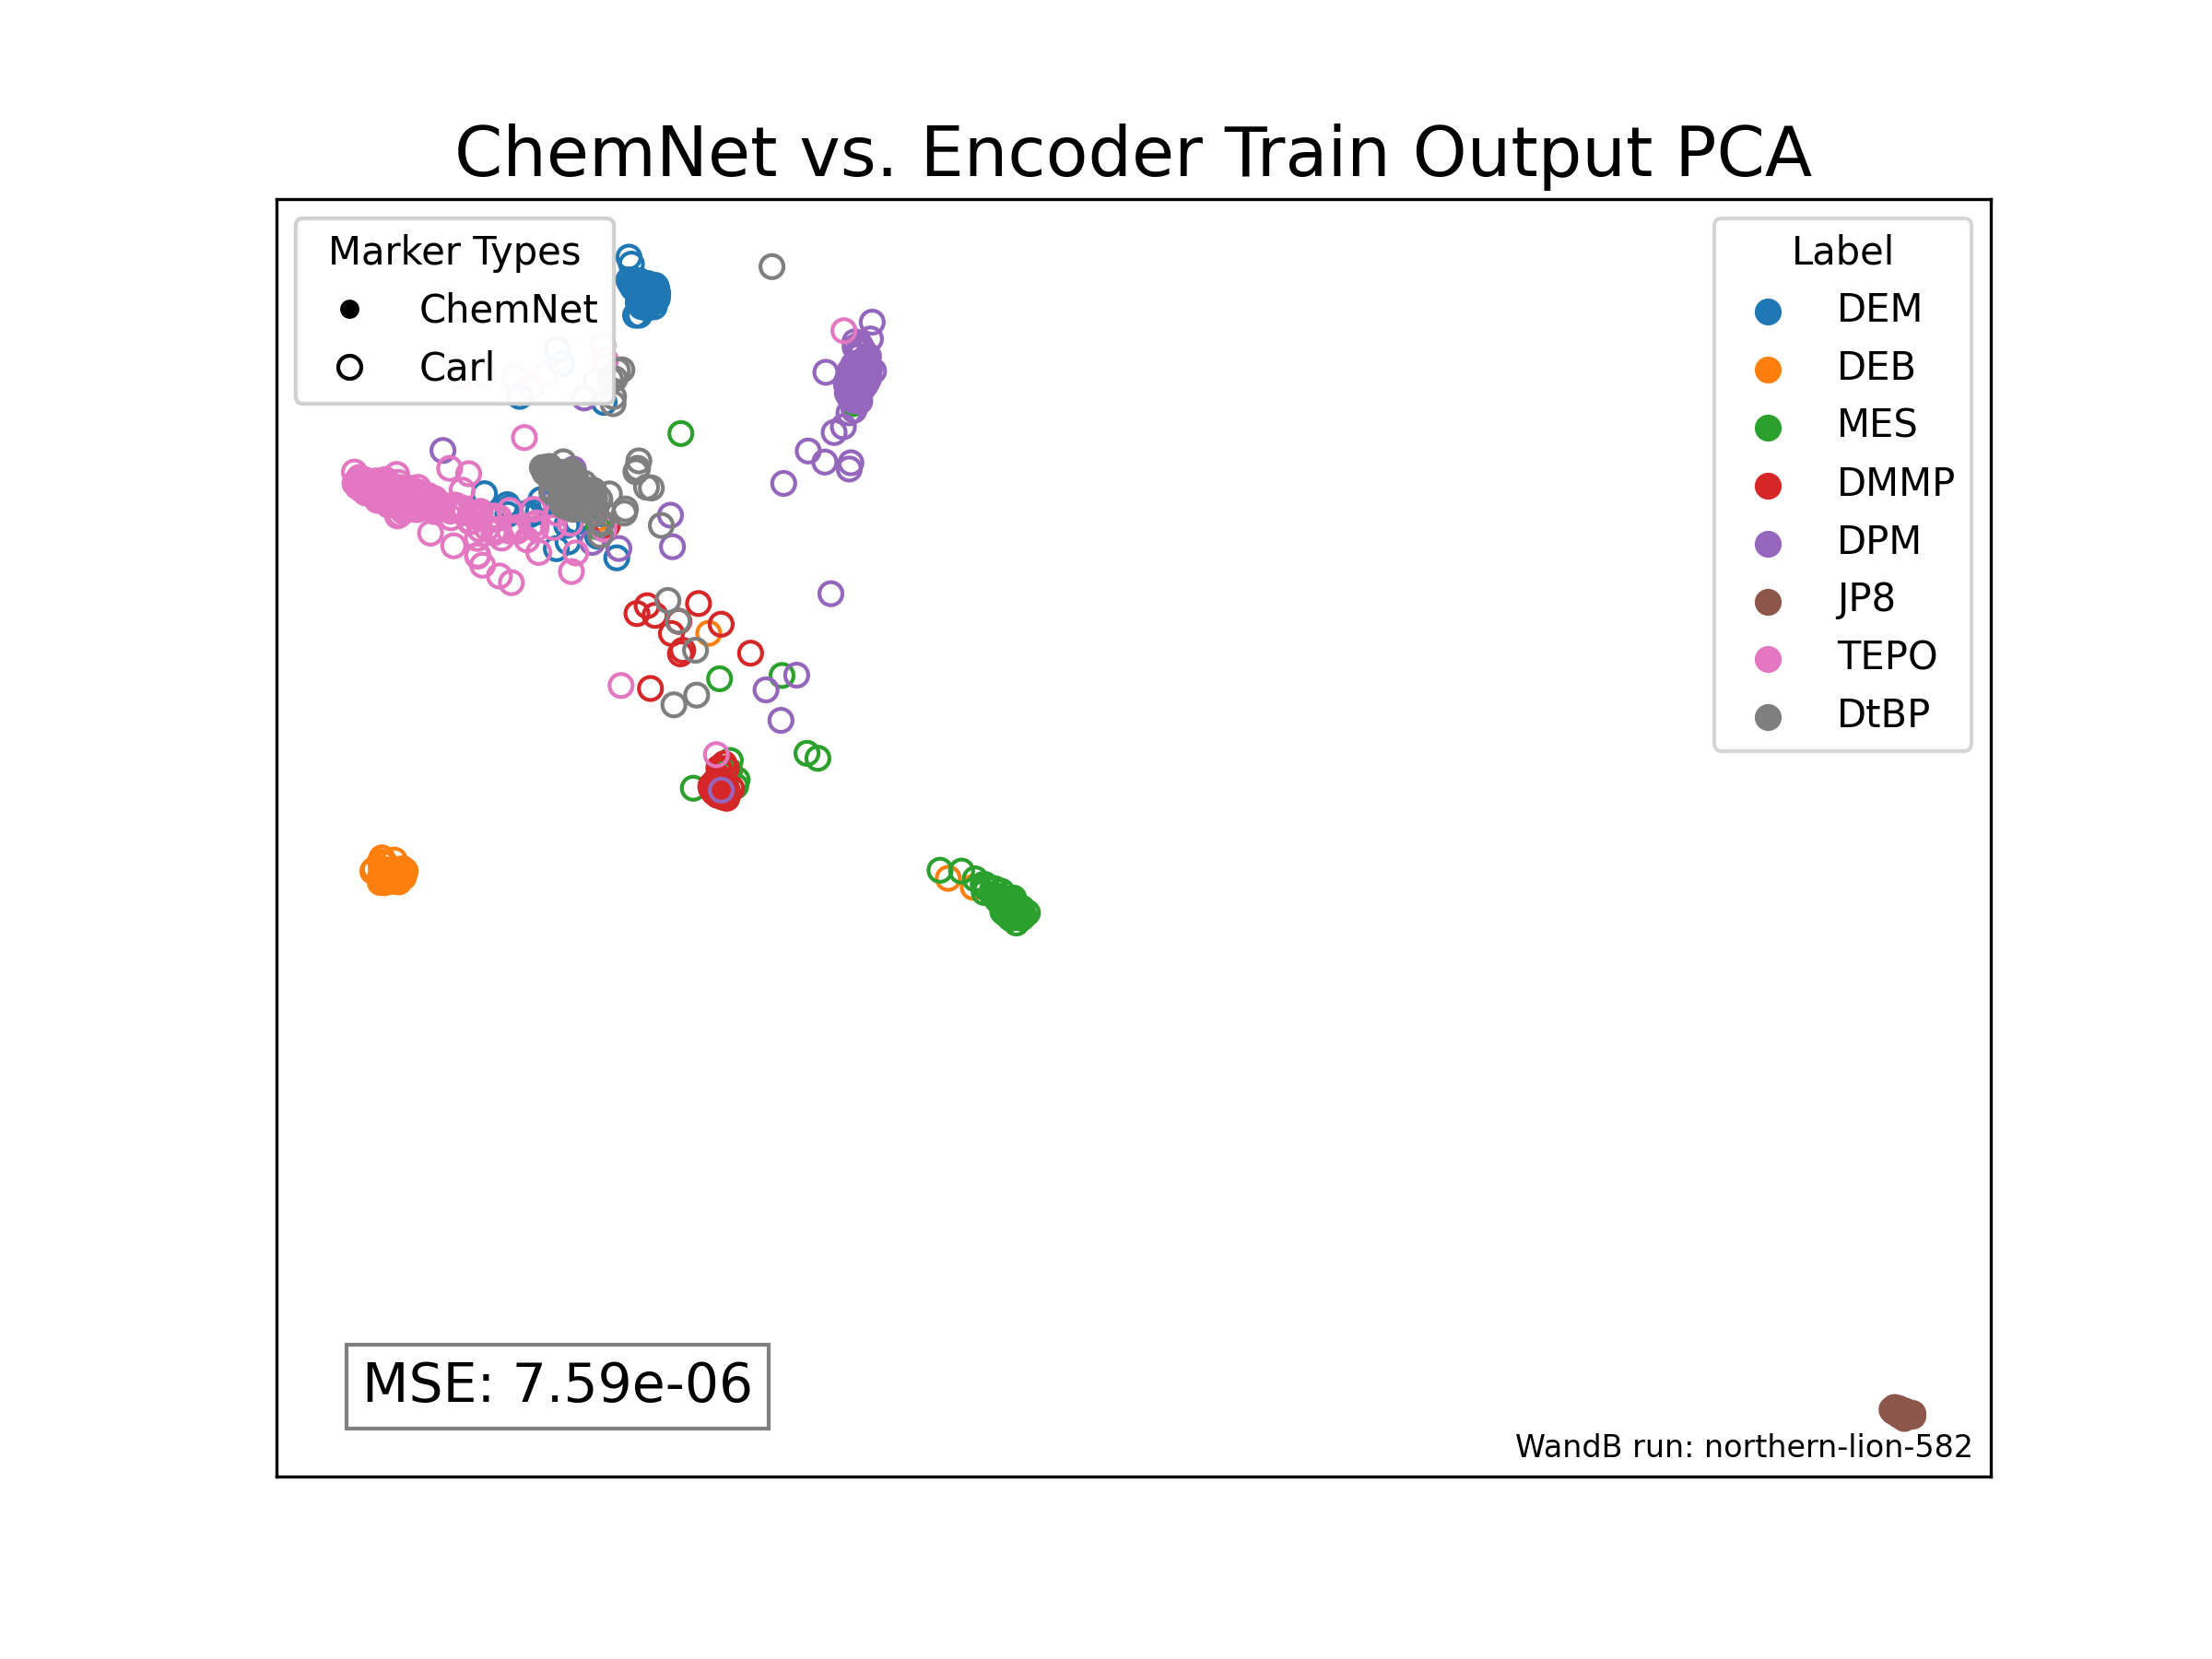 ChemNet vs. Encoder Train Output PCA
Marker Types
ChemNet
Carl
Label
DEM
DEB
MES
DMMP
DPM
JP8
TEPO
DtBP
MSE: 7.59e-06
WandB run: northern-lion-582